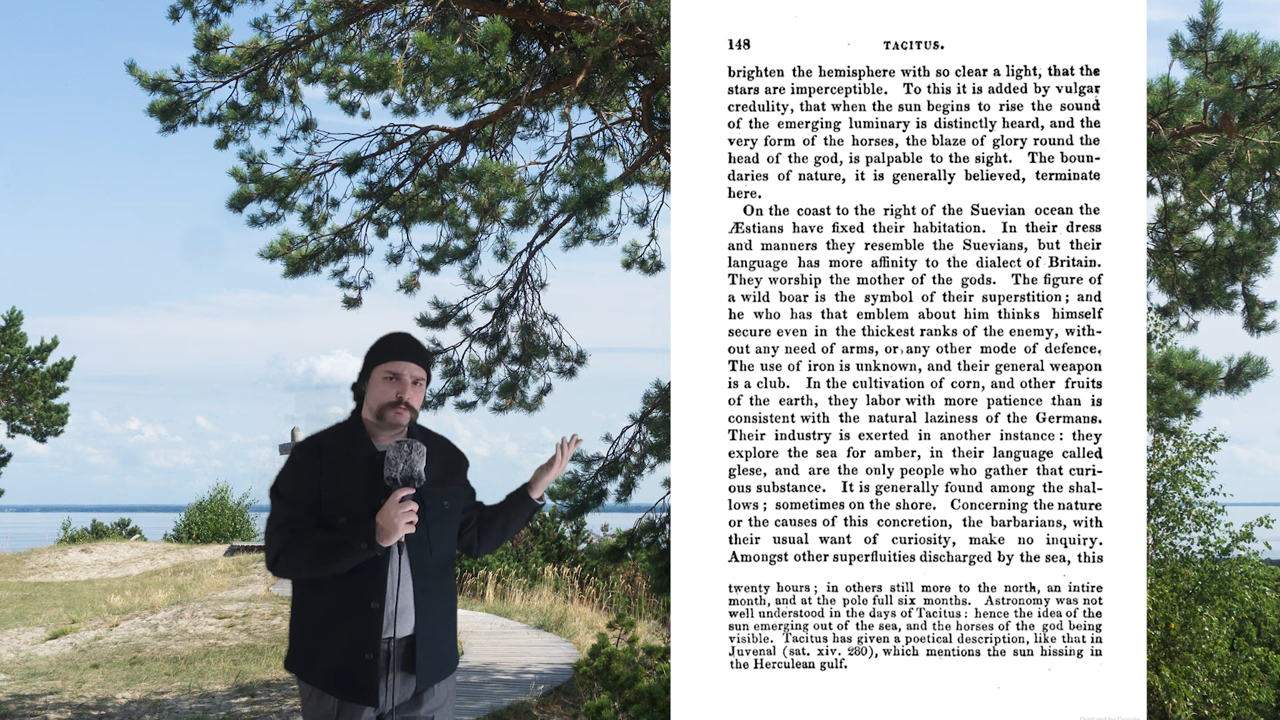 148 TACITUS.
brighten the hemisphere with so clear a light, that the
stars are imperceptible. To this it is added by vulgar
credulity, that when the sun begins to rise the sound
of the emerging luminary is distinctly heard, and the
very form of the horses, the blaze of glory round the
head of the god, is palpable to the sight. The boun-
daries of nature, it is generally believed, terminate
here.
On the coast to the right of the Suevian ocean the
Æstians have fixed their habitation. In their dress
and manners they resemble the Suevians, but their
language has more affinity to the dialect of Britain.
They worship the mother of the gods. The figure of
a wild boar is the symbol of their superstition; and
he who has that emblem about him thinks himself
secure even in the thickest ranks of the enemy, with-
out any need of arms, or any other mode of defence.
The use of iron is unknown, and their general weapon
is a club. In the cultivation of corn, and other fruits
of the earth, they labor with more patience than is
consistent with the natural laziness of the Germans.
Their industry is exerted in another instance: they
explore the sea for amber, in their language called
glese, and are the only people who gather that curi-
ous substance. It is generally found among the shal-
lows; sometimes on the shore. Concerning the nature
or the causes of this concretion, the barbarians, with
their usual want of curiosity, make no inquiry.
Amongst other superfluities discharged by the sea, this
twenty hours; in others still more to the north, an intire
month, and at the pole full six months. Astronomy was not
well understood in the days of Tacitus: hence the idea of the
sun emerging out of the sea, and the horses of the god being
visible. Tacitus has given a poetical description, like that in
Juvenal (sat. xiv. 280), which mentions the sun hissing in
the Herculean gulf.